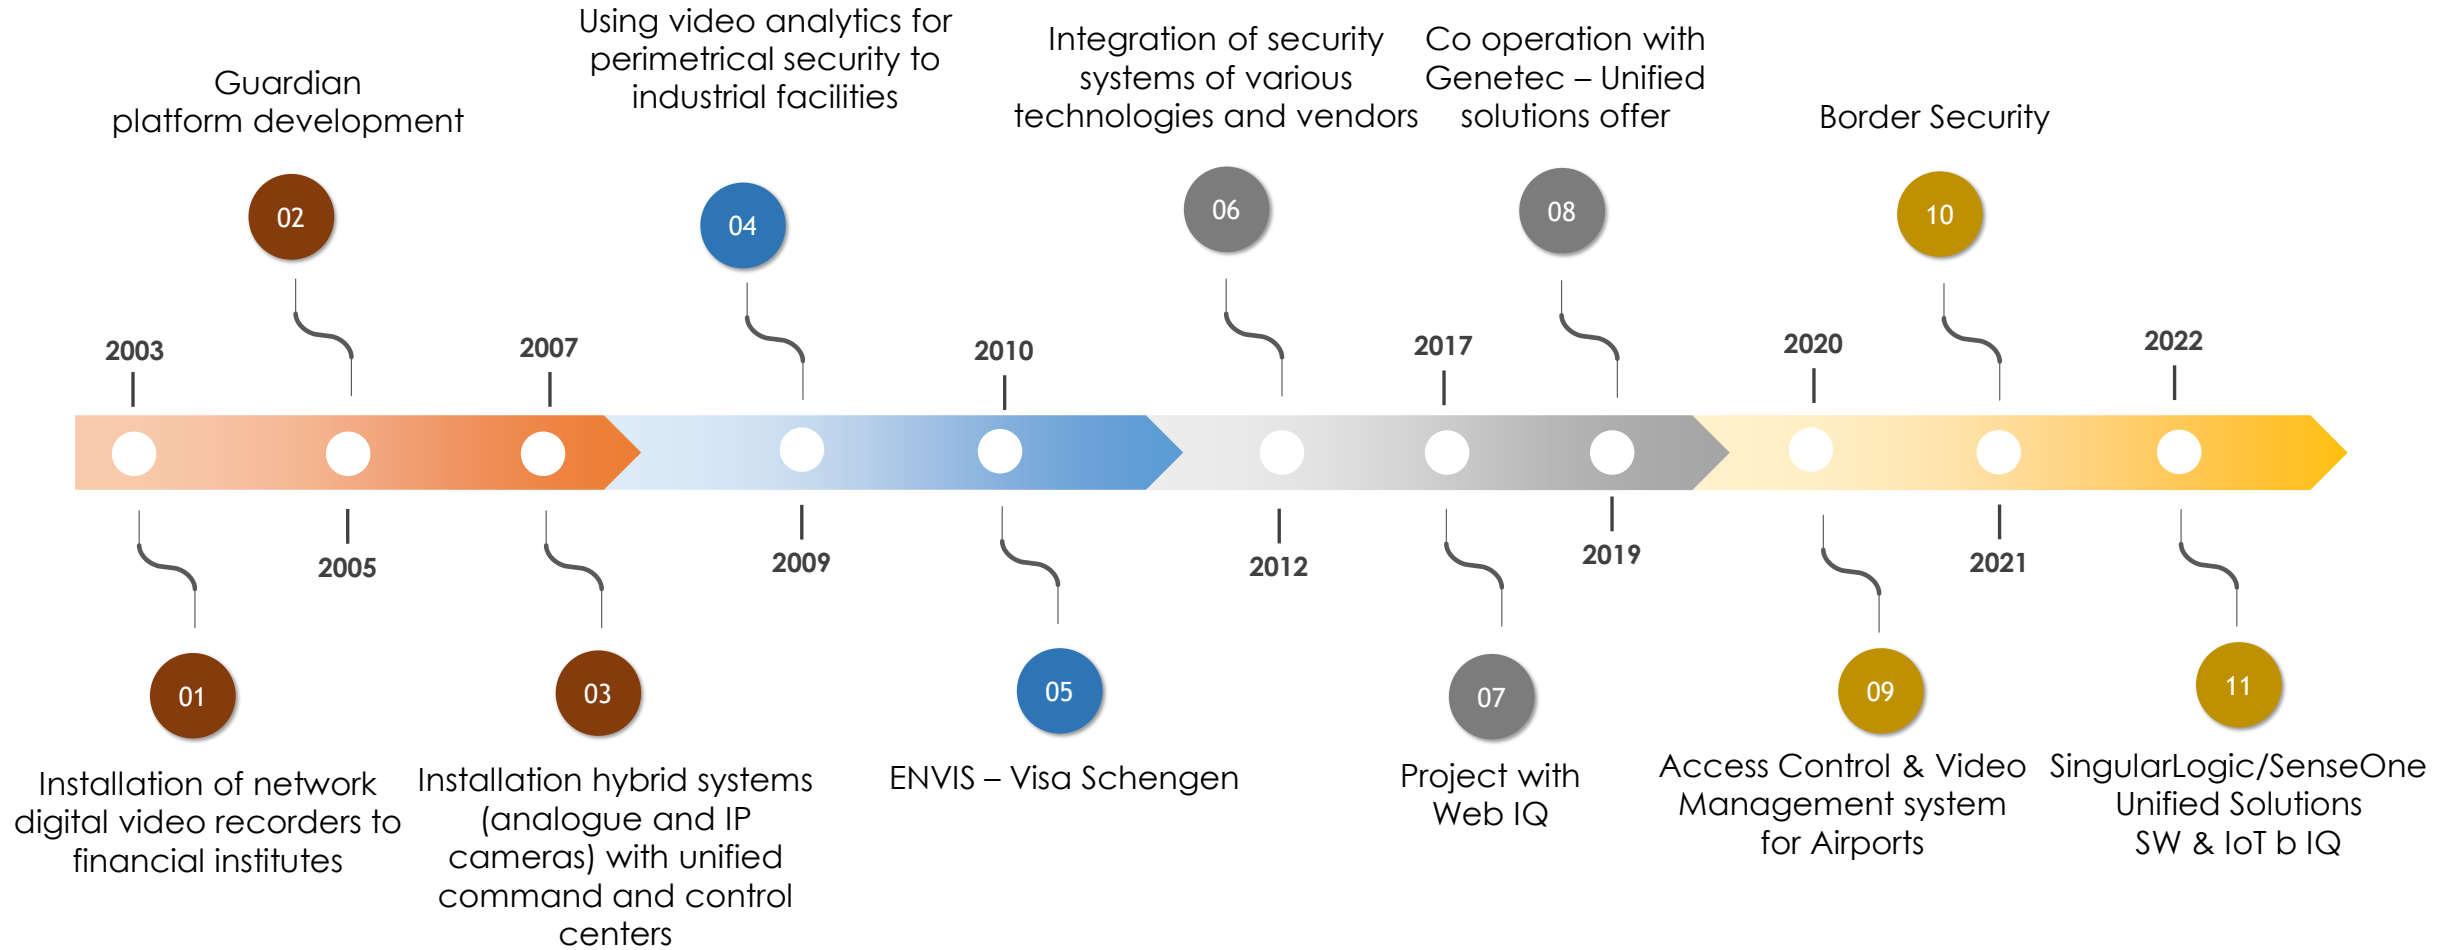 Guardian
platform development
Using video analytics for
perimetrical security to
industrial facilities
Integration of security
systems of various
technologies and vendors
Co operation with
Genetec – Unified
solutions offer
Border Security
02
04
06
08
10
2003
2007
2010
2017
2020
2022
2005
2009
2012
2019
2021
01
03
05
07
09
11
Installation of network
digital video recorders to
financial institutes
Installation hybrid systems
(analogue and IP
cameras) with unified
command and control
centers
ENVIS – Visa Schengen
Project with
Web IQ
Access Control & Video
Management system
for Airports
SingularLogic/SenseOne
Unified Solutions
SW & IoT b IQ